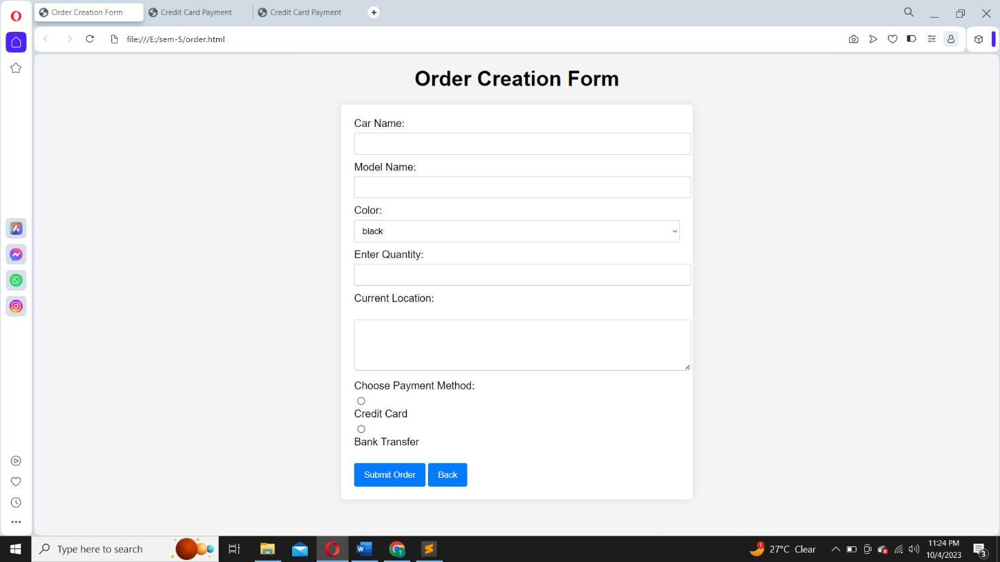 Order Creation Form
Credit Card Payment
Credit Card Payment
file:///E:/sem-5/order.html
Order Creation Form
Car Name:
Model Name:
Color:
black
Enter Quantity:
Current Location:
Choose Payment Method:
Credit Card
Bank Transfer
Submit Order
Back
Type here to search
27°C Clear
11:24 PM
10/4/2023
3